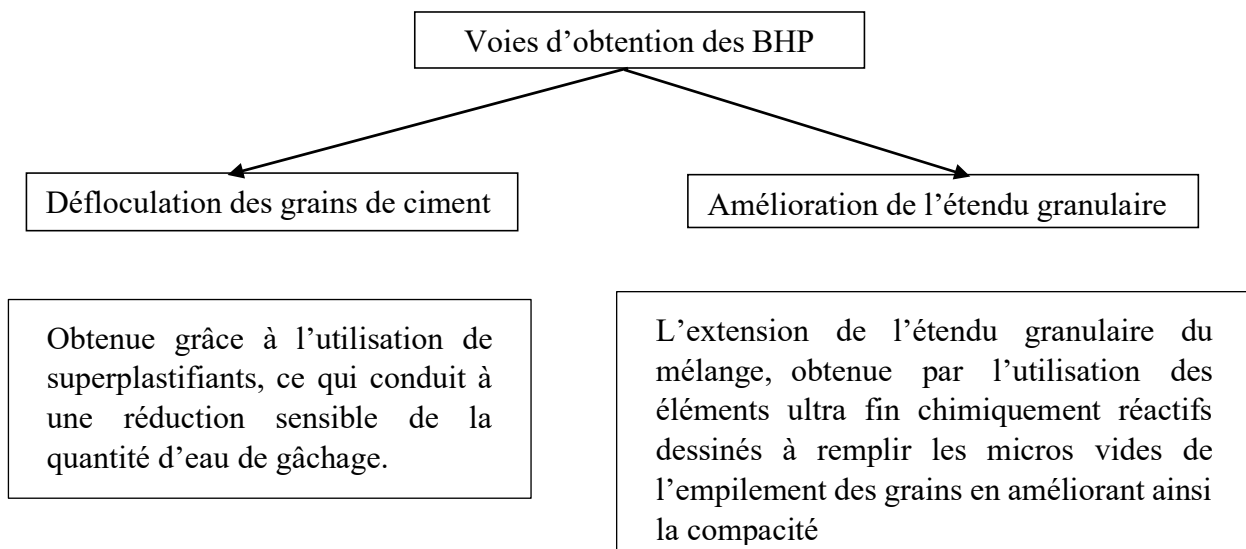 Voies d’obtention des BHP
Défloculation des grains de ciment
Amélioration de l’étendu granulaire
Obtenue grâce à l’utilisation de
superplastifiants, ce qui conduit à
une réduction sensible de la
quantité d’eau de gâchage.
L’extension de l’étendu granulaire du
mélange, obtenue par l’utilisation des
éléments ultra fin chimiquement réactifs
dessinés à remplir les micros vides de
l’empilement des grains en améliorant ainsi
la compacité